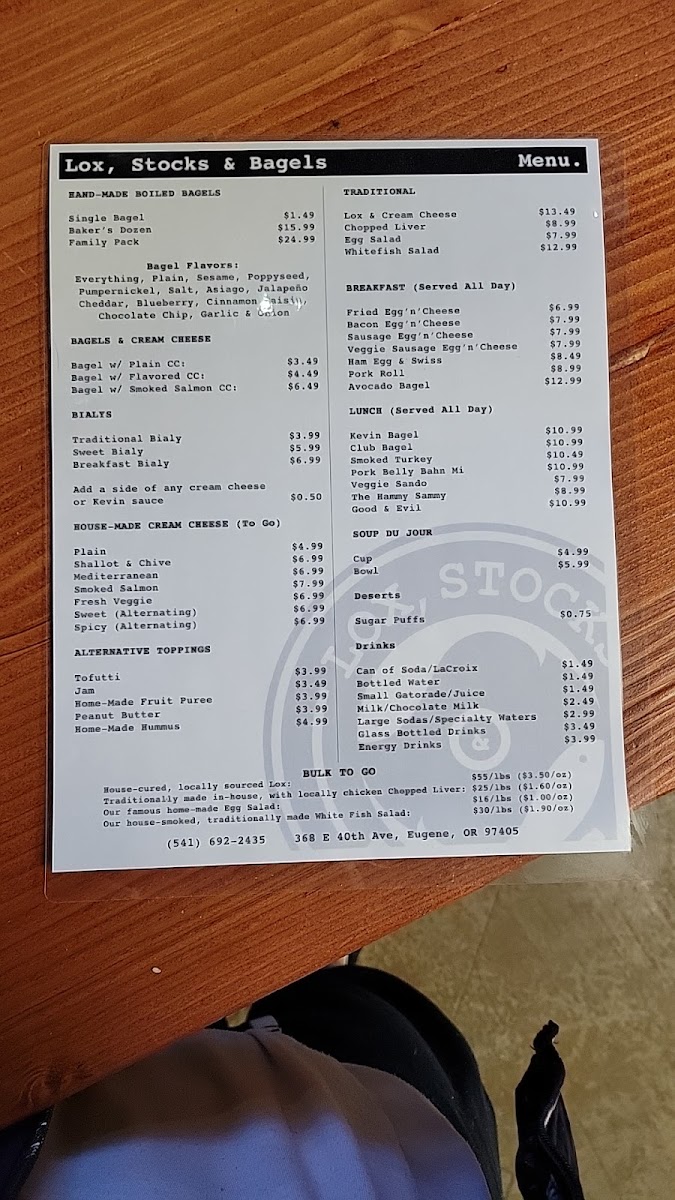 Lox, Stocks & Bagels Menu.
HAND-MADE BOILED BAGELS
Single Bagel $1.49
Baker's Dozen $15.99
Family Pack $24.99
Bagel Flavors:
Everything, Plain, Sesame, Poppyseed,
Pumpernickel, Salt, Asiago, Jalapeño
Cheddar, Blueberry, Cinnamon Raisin,
Chocolate Chip, Garlic & Onion
BAGELS & CREAM CHEESE
Bagel w/ Plain CC: $3.49
Bagel w/ Flavored CC: $4.49
Bagel w/ Smoked Salmon CC: $6.49
BIALYS
Traditional Bialy $3.99
Sweet Bialy $5.99
Breakfast Bialy $6.99
Add a side of any cream cheese
or Kevin sauce $0.50
HOUSE-MADE CREAM CHEESE (To Go)
Plain $4.99
Shallot & Chive $6.99
Mediterranean $6.99
Smoked Salmon $7.99
Fresh Veggie $6.99
Sweet (Alternating) $6.99
Spicy (Alternating) $6.99
ALTERNATIVE TOPPINGS
Tofutti $3.99
Jam $3.49
Home-Made Fruit Puree $3.99
Peanut Butter $3.99
Home-Made Hummus $4.99
TRADITIONAL
Lox & Cream Cheese $13.49
Chopped Liver $8.99
Egg Salad $7.99
Whitefish Salad $12.99
BREAKFAST (Served All Day)
Fried Egg'n'Cheese $6.99
Bacon Egg'n'Cheese $7.99
Sausage Egg'n'Cheese $7.99
Veggie Sausage Egg'n'Cheese $7.99
Ham Egg & Swiss $8.49
Pork Roll $8.99
Avocado Bagel $12.99
LUNCH (Served All Day)
Kevin Bagel $10.99
Club Bagel $10.99
Smoked Turkey $10.49
Pork Belly Bahn Mi $10.99
Veggie Sando $7.99
The Hammy Sammy $8.99
Good & Evil $10.99
SOUP DU JOUR
Cup $4.99
Bowl $5.99
Deserts
Sugar Puffs $0.75
Drinks
Can of Soda/LaCroix $1.49
Bottled Water $1.49
Small Gatorade/Juice $1.49
Milk/Chocolate Milk $2.49
Large Sodas/Specialty Waters $2.99
Glass Bottled Drinks $3.49
Energy Drinks $3.99
LOX, STOCKS
&
BULK TO GO
House-cured, locally sourced Lox: $55/lbs ($3.50/oz)
Traditionally made in-house, with locally chicken Chopped Liver: $25/lbs ($1.60/oz)
Our famous home-made Egg Salad: $16/lbs ($1.00/oz)
Our house-smoked, traditionally made White Fish Salad: $30/lbs ($1.90/oz)
(541) 692-2435 368 E 40th Ave, Eugene, OR 97405